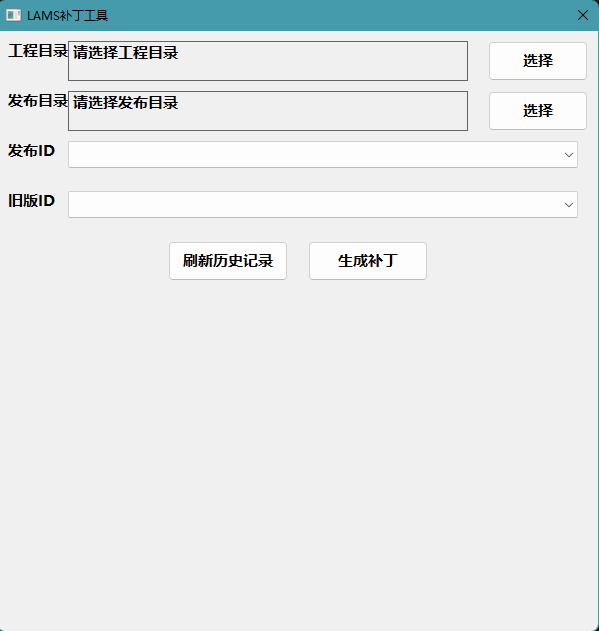 LAMS补丁工具
工程目录 请选择工程目录 选择
发布目录 请选择发布目录 选择
发布ID
旧版ID
刷新历史记录 生成补丁